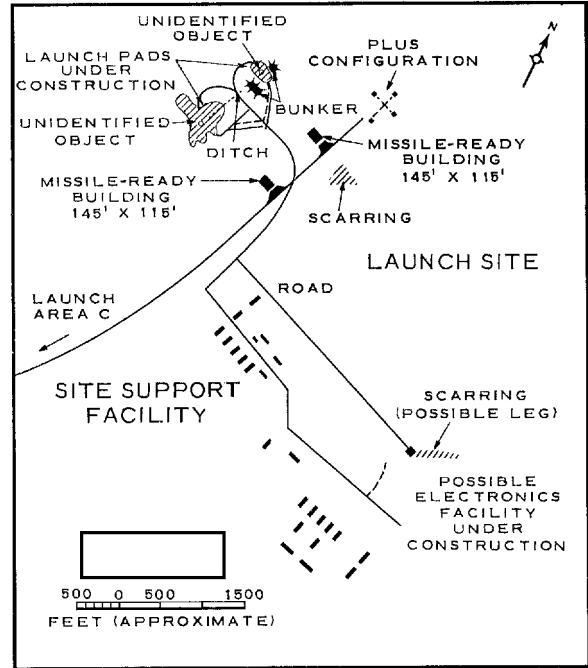 UNIDENTIFIED
OBJECT
LAUNCH PADS
UNDER
CONSTRUCTION
UNIDENTIFIED
OBJECT
DITCH
BUNKER
PLUS
CONFIGURATION
N
MISSILE-READY
BUILDING
145' X 115'
MISSILE-READY
BUILDING
145' X 115'
SCARRING
LAUNCH SITE
ROAD
LAUNCH
AREA C
SITE SUPPORT
FACILITY
SCARRING
(POSSIBLE LEG)
POSSIBLE
ELECTRONICS
FACILITY
UNDER
CONSTRUCTION
500 0 500 1500
FEET (APPROXIMATE)